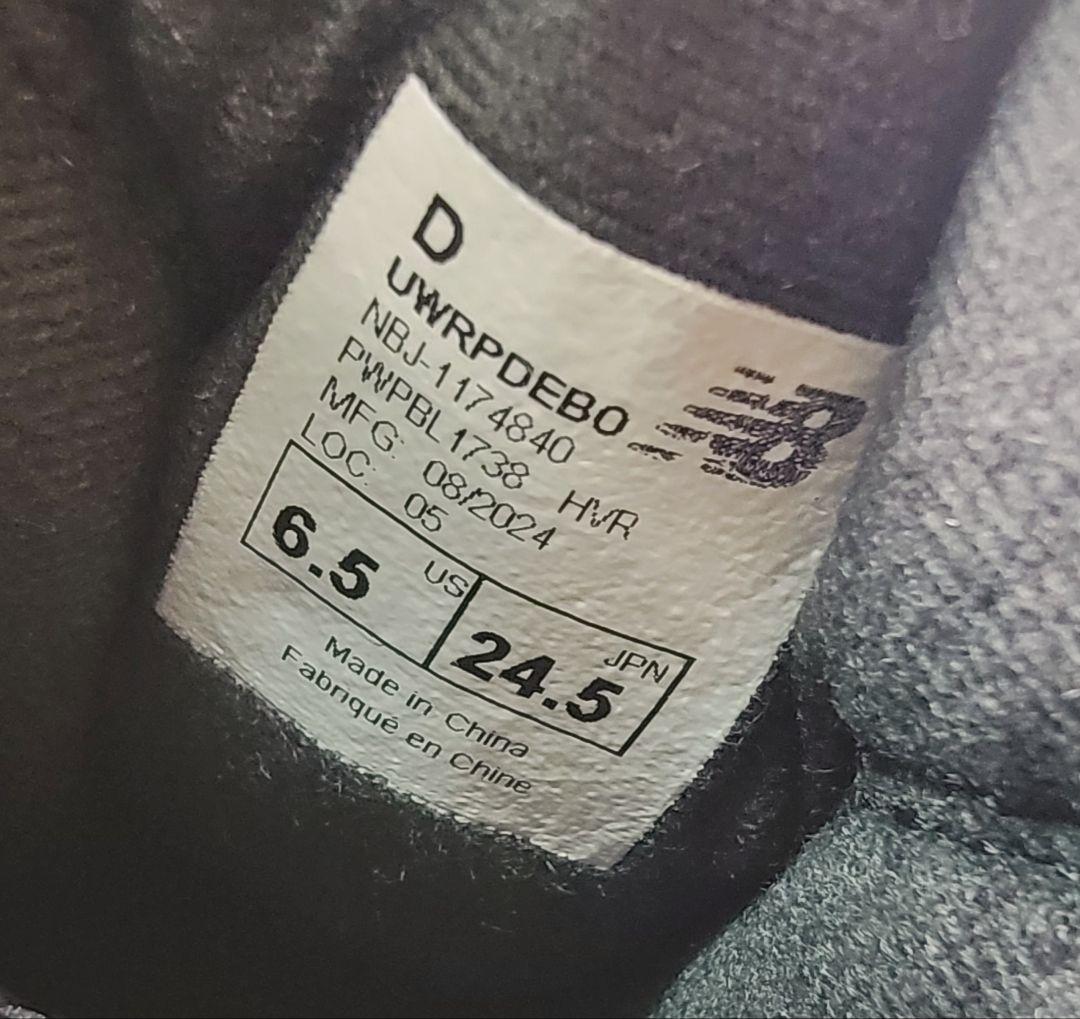 D
UWRPDEBO
NBJ-1174840
PWPBL1738 HVR
MFG: 08/2024
LOC: 05
6.5 US
24.5 JPN
Made in China
Fabriqué en Chine